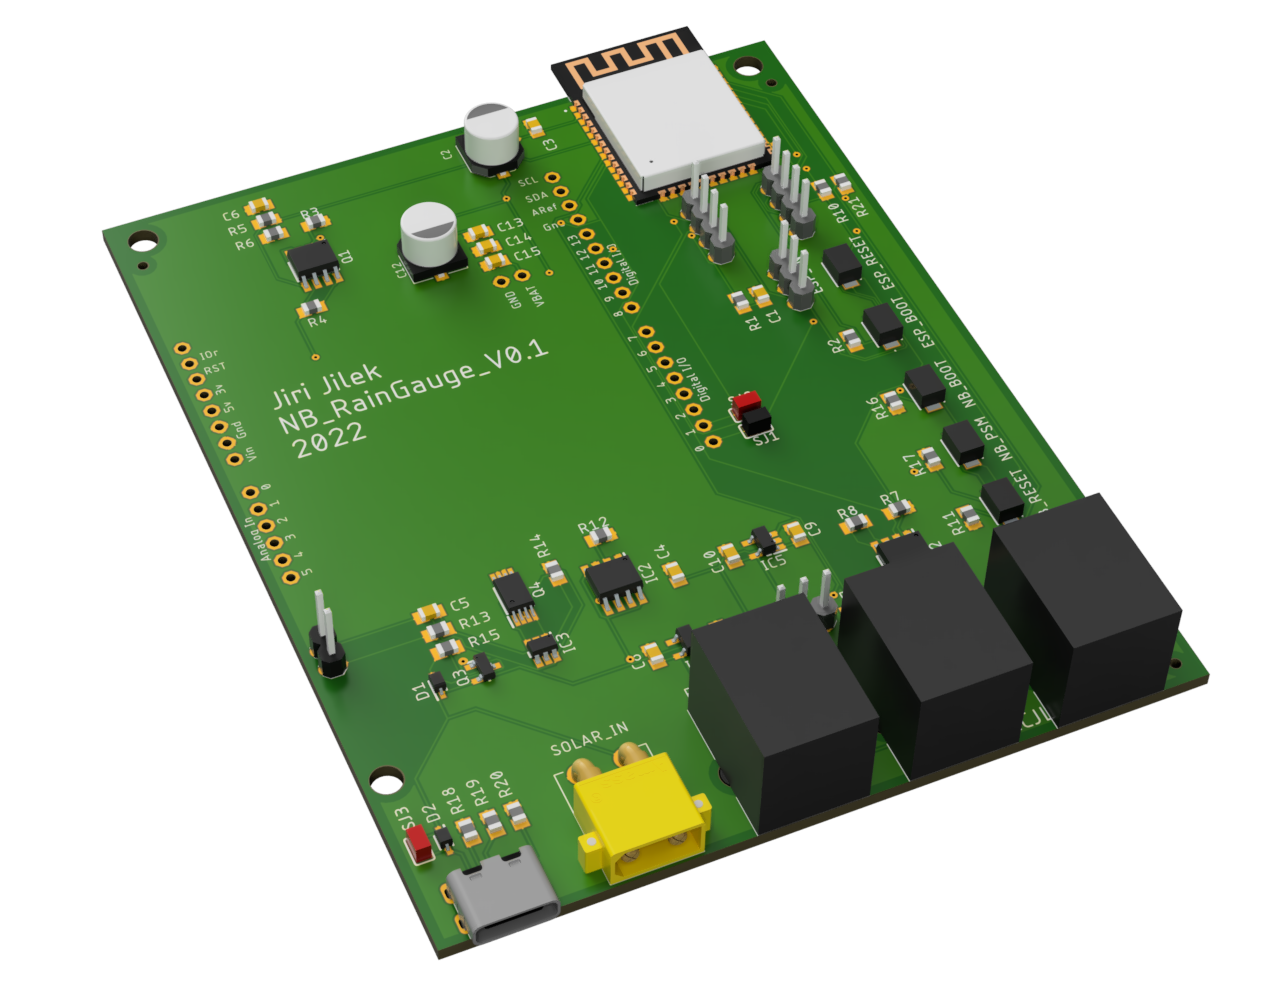 C2
C3
SCL
SDA
ARef
Gn
13
12
11
10
9
8
Digital I/O
7
6
5
4
3
2
1
0
Digital I/O
C6
R5
R6
R3
Q1
R4
C12
C13
C14
C15
GND
VBAT
R10
R21
ESP_RESET
R1
C1
R2
ESP_BOOT
NB_BOOT
R16
NB_PSM
R17
R11
_RESET
SJ1
IOr
RST
3v
5v
Gnd
Vin
Jiri Jilek
NB_RainGauge_V0.1
2022
0
1
2
3
4
5
Analog In
R12
R14
Q4
IC2
IC3
C4
C10
IC5
C9
R8
R7
2
C5
R13
R15
Q3
D1
C8
SOLAR_IN
SJ3
D2
R18
R19
R20